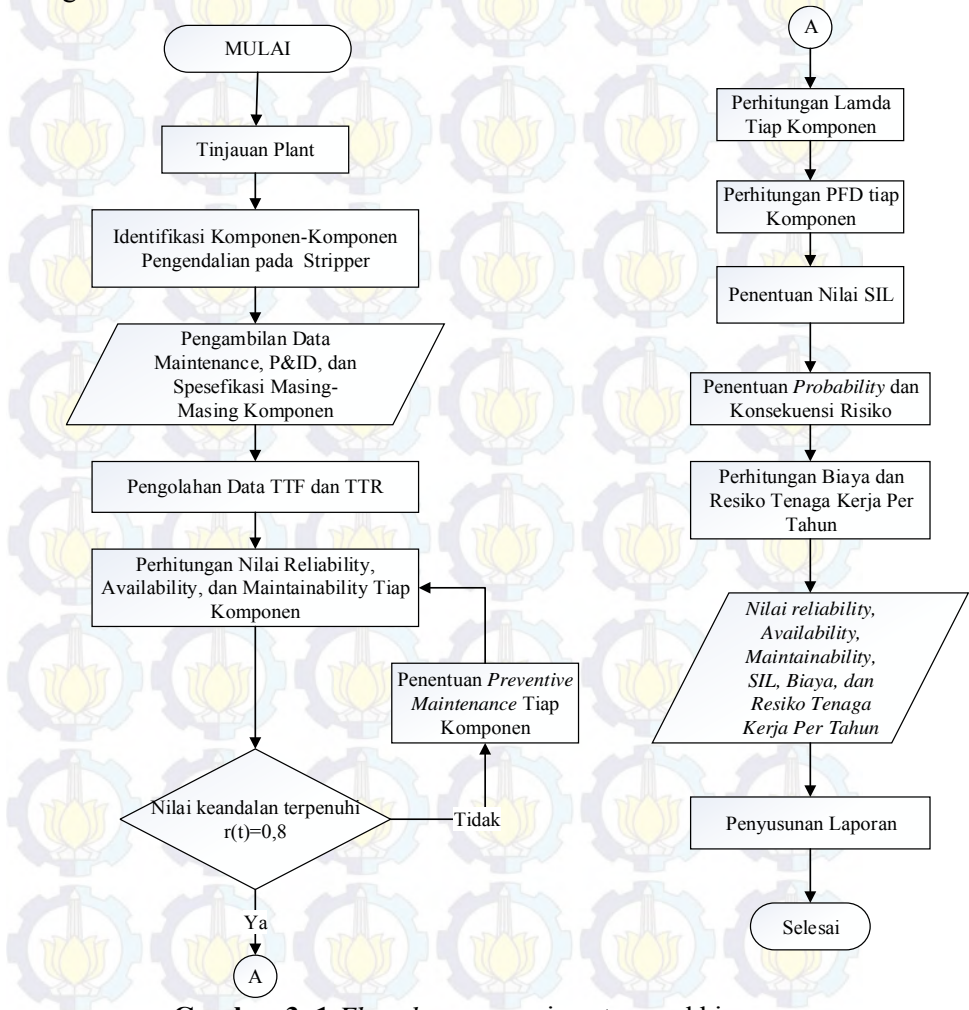 MULAI
Tinjauan Plant
Identifikasi Komponen-Komponen
Pengendalian pada Stripper
Pengambilan Data
Maintenance, P&ID, dan
Spesefikasi Masing-
Masing Komponen
Pengolahan Data TTF dan TTR
Perhitungan Nilai Reliability,
Availability, dan Maintainability Tiap
Komponen
Penentuan Preventive
Maintenance Tiap
Komponen
Nilai keandalan terpenuhi
r(t)=0,8
Tidak
Ya
A
A
Perhitungan Lamda
Tiap Komponen
Perhitungan PFD tiap
Komponen
Penentuan Nilai SIL
Penentuan Probability dan
Konsekuensi Risiko
Perhitungan Biaya dan
Resiko Tenaga Kerja Per
Tahun
Nilai reliability,
Availability,
Maintainability,
SIL, Biaya, dan
Resiko Tenaga
Kerja Per Tahun
Penyusunan Laporan
Selesai